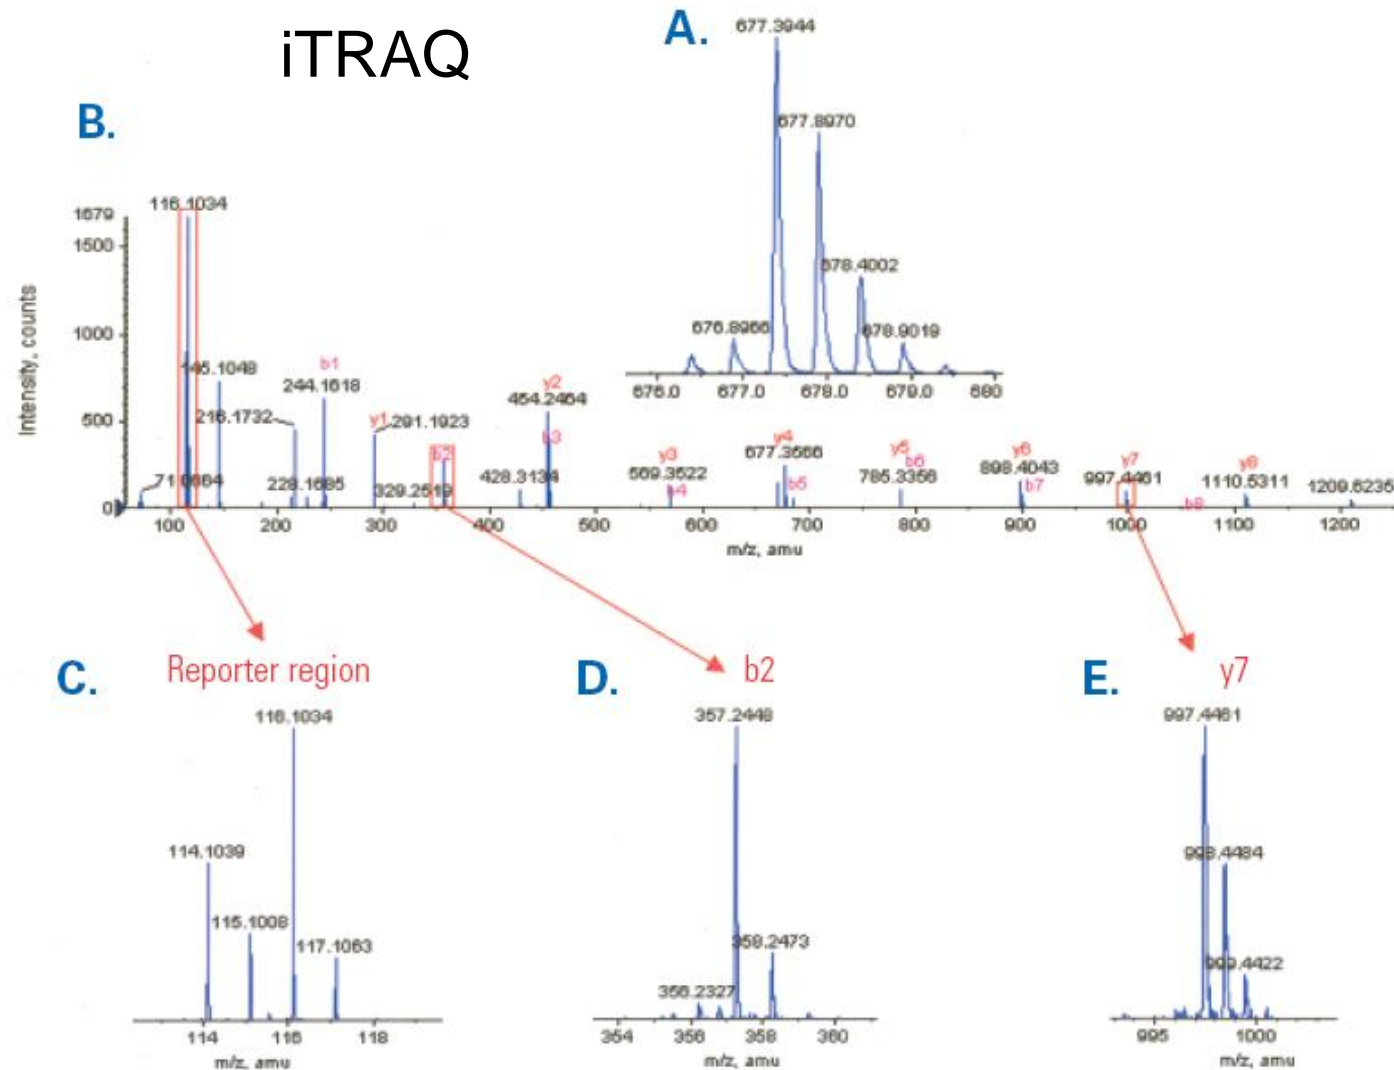 iTRAQ
A.
677.3944
677.8970
678.4002
676.8966
678.9019
676.0 677.0 678.0 679.0 680
B.
Intensity, counts
1679
1500
1000
500
0
116.1034
145.1048
216.1732
b1
244.1618
71.0664
228.1685
y1
291.1923
329.2519
b2
428.3134
y2
454.2464
b3
y3
569.3522
b4
y4
677.3566
b5
y5
785.3356
b6
y6
898.4043
b7
y7
997.4461
b8
y8
1110.5311
1209.6235
100 200 300 400 500 600 700 800 900 1000 1100 1200
m/z, amu
C.
Reporter region
116.1034
114.1039
115.1008
117.1063
114 116 118
m/z, amu
D.
b2
357.2448
358.2473
356.2327
354 356 358 360
m/z, amu
E.
y7
997.4461
998.4484
999.4422
995 1000
m/z, amu